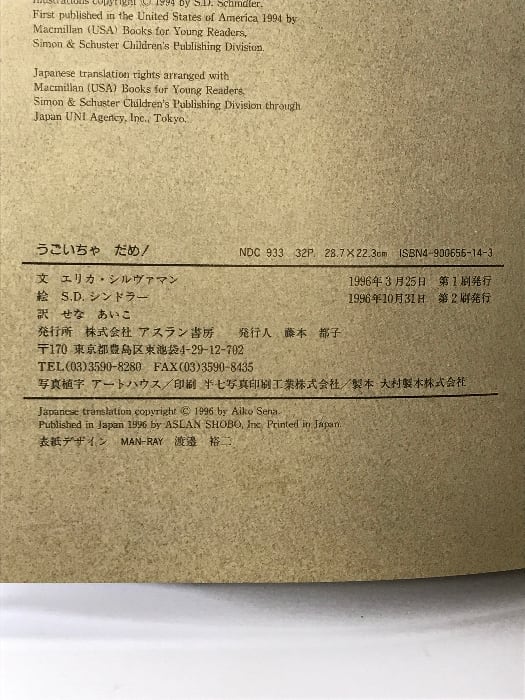 Illustrations copyright © 1994 by S.D. Schindler.
First published in the United States of America 1994 by
Macmillan (USA) Books for Young Readers,
Simon & Schuster Children's Publishing Division.
Japanese translation rights arranged with
Macmillan (USA) Books for Young Readers,
Simon & Schuster Children's Publishing Division through
Japan UNI Agency, Inc., Tokyo.
うごいちゃ だめ! NDC 933 32P. 28.7×22.3cm ISBN4-900656-14-3
文 エリカ・シルヴァマン 1996年3月25日 第1刷発行
絵 S.D.シンドラー 1996年10月31日 第2刷発行
訳 せな あいこ
発行所 株式会社 アスラン書房 発行人 藤本 都子
〒170 東京都豊島区東池袋4-29-12-702
TEL(03)3590-8280 FAX(03)3590-8435
写真植字 アートハウス/印刷 半七写真印刷工業株式会社/製本 大村製本株式会社
Japanese translation copyright © 1996 by Aiko Sena.
Published in Japan 1996 by ASLAN SHOBO, Inc. Printed in Japan.
表紙デザイン MAN-RAY 渡邉 裕二